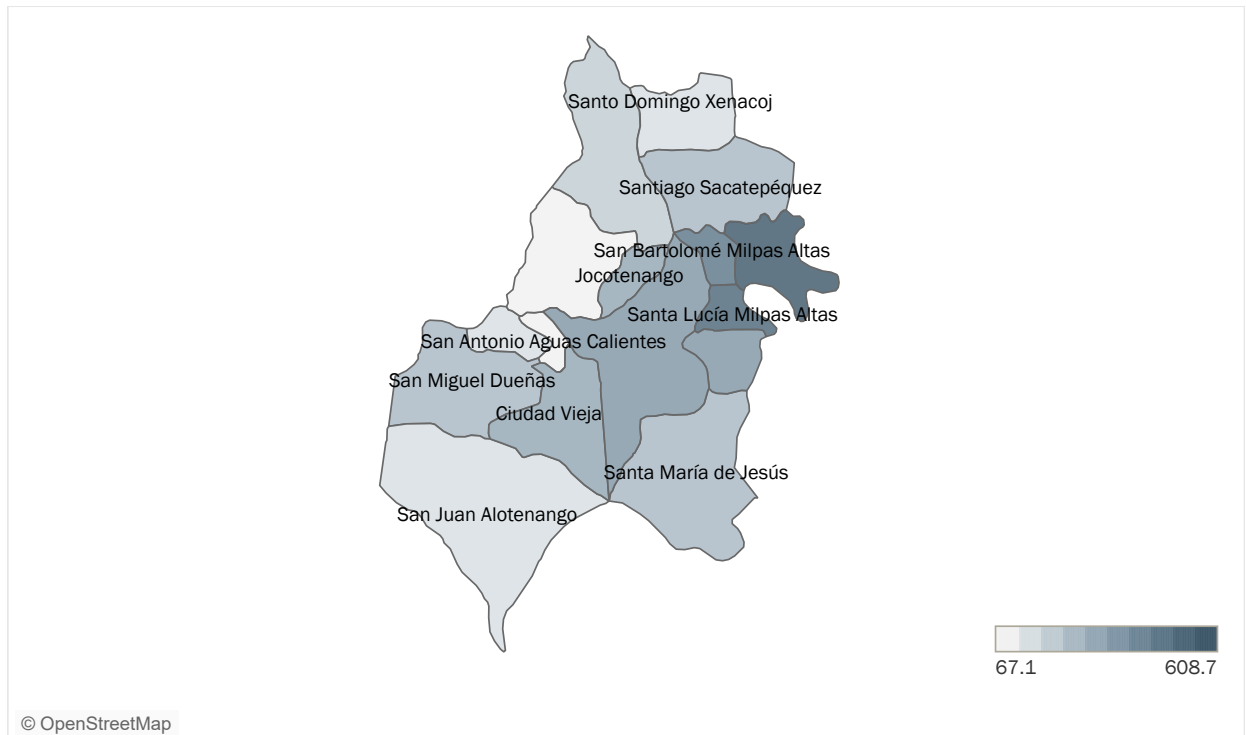 Santo Domingo Xenacoj
Santiago Sacatepéquez
San Bartolomé Milpas Altas
Jocotenango
Santa Lucía Milpas Altas
San Antonio Aguas Calientes
San Miguel Dueñas
Ciudad Vieja
Santa María de Jesús
San Juan Alotenango
67.1 608.7
© OpenStreetMap